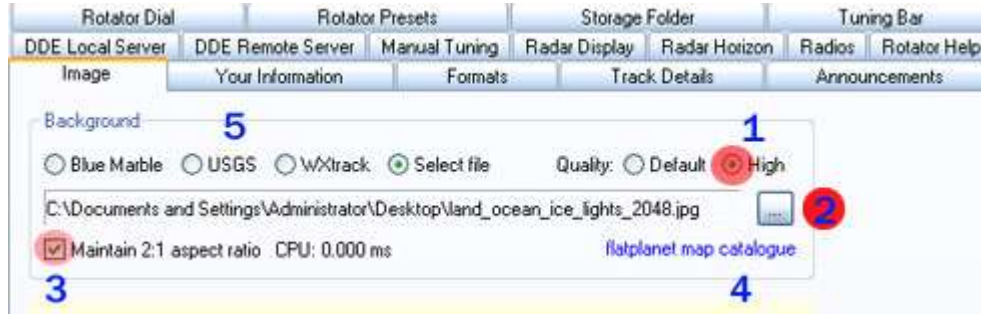 Rotator Dial Rotator Presets Storage Folder Tuning Bar
DDE Local Server DDE Remote Server Manual Tuning Radar Display Radar Horizon Radios Rotator Help
Image Your Information Formats Track Details Announcements
Background 5 1
Blue Marble USGS WXtrack Select file Quality: Default High
C:\Documents and Settings\Administrator\Desktop\land_ocean_ice_lights_2048.jpg ... 2
Maintain 2:1 aspect ratio CPU: 0.000 ms flatplanet map catalogue
3 4